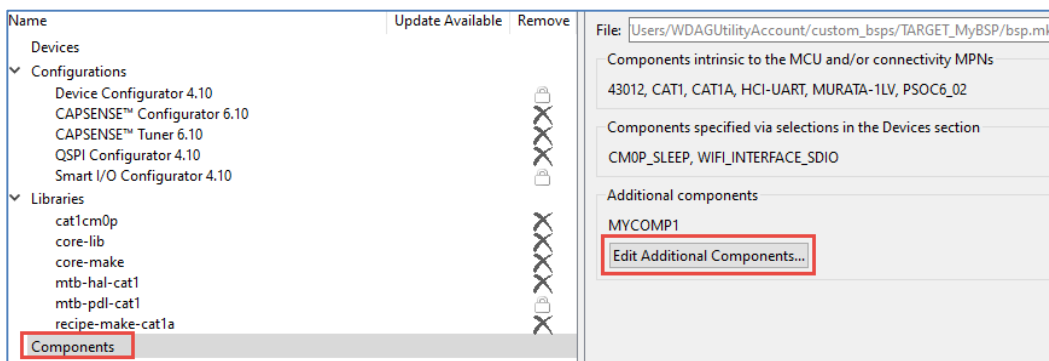 Name Update Available Remove
Devices
Configurations
Device Configurator 4.10
CAPSENSE™ Configurator 6.10
CAPSENSE™ Tuner 6.10
QSPI Configurator 4.10
Smart I/O Configurator 4.10
Libraries
cat1cm0p
core-lib
core-make
mtb-hal-cat1
mtb-pdl-cat1
recipe-make-cat1a
Components
File: /Users/WDAGUtilityAccount/custom_bsps/TARGET_MyBSP/bsp.mk
Components intrinsic to the MCU and/or connectivity MPNs
43012, CAT1, CAT1A, HCI-UART, MURATA-1LV, PSOC6_02
Components specified via selections in the Devices section
CM0P_SLEEP, WIFI_INTERFACE_SDIO
Additional components
MYCOMP1
Edit Additional Components...